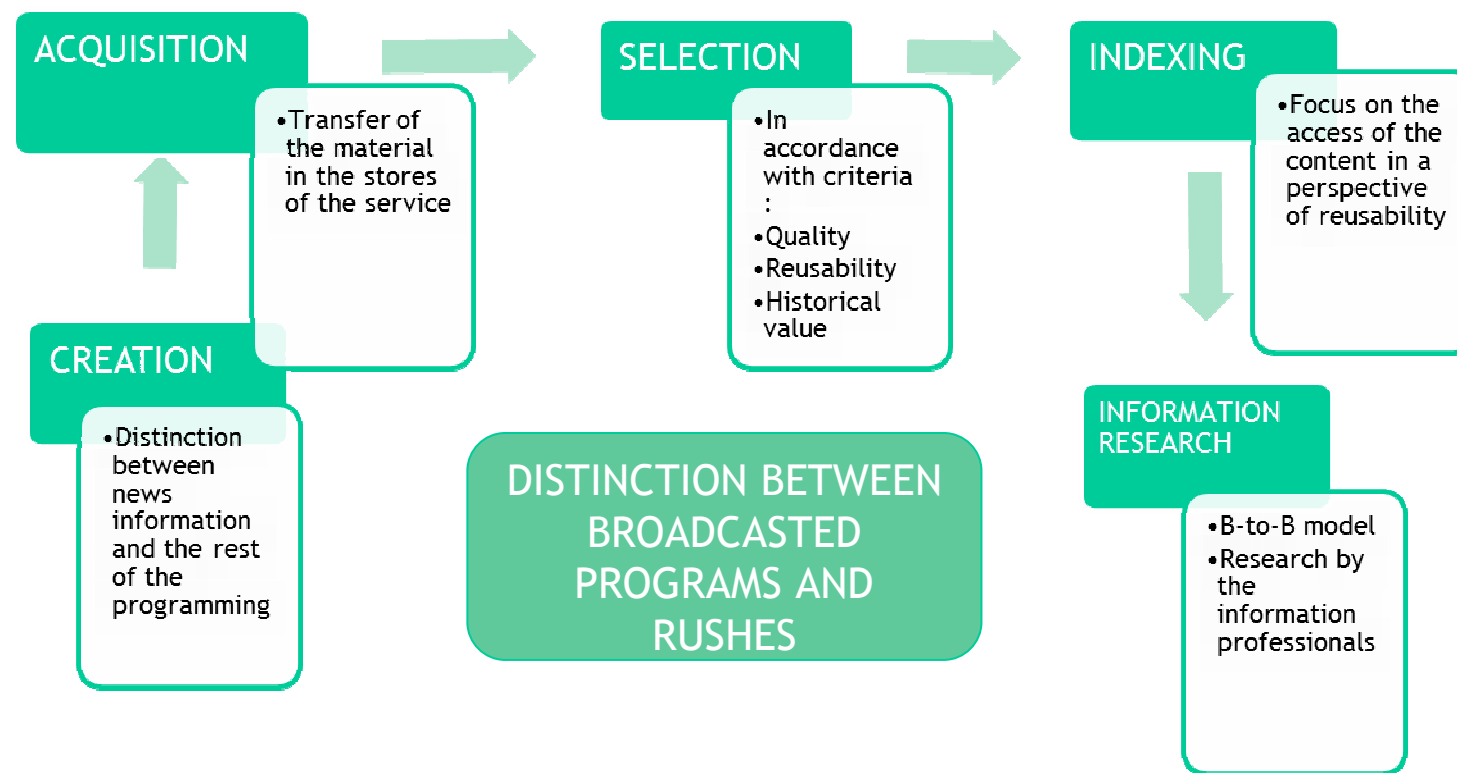 ACQUISITION
•Transfer of
the material
in the stores
of the service
SELECTION
•In
accordance
with criteria
:
•Quality
•Reusability
•Historical
value
INDEXING
•Focus on the
access of the
content in a
perspective
of reusability
CREATION
•Distinction
between
news
information
and the rest
of the
programming
DISTINCTION BETWEEN
BROADCASTED
PROGRAMS AND
RUSHES
INFORMATION
RESEARCH
•B-to-B model
•Research by
the
information
professionals